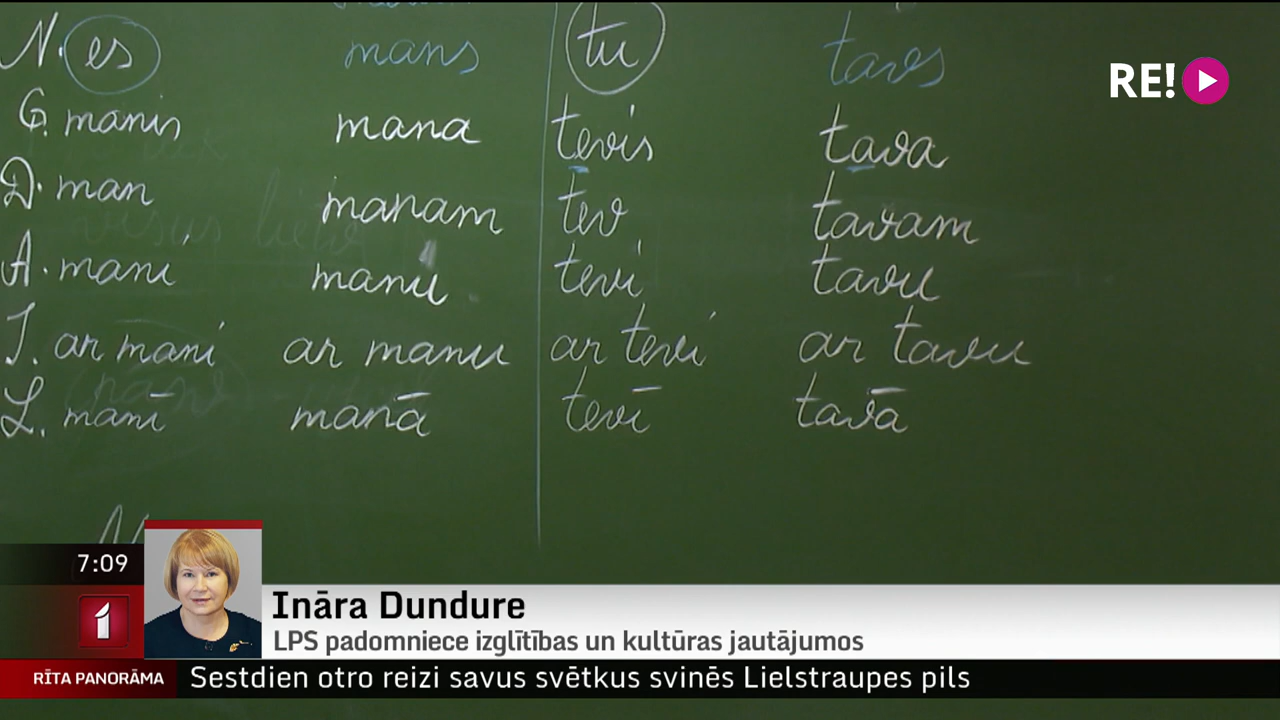 N. es mans tu tavs
RE!
Ģ. manis mana tevis tava
D. man manam tev tavam
A. mani manu tevi tavu
I. ar mani ar manu ar tevi ar tavu
L. manī manā tevī tavā
7:09
1
Ināra Dundure
LPS padomniece izglītības un kultūras jautājumos
RĪTA PANORĀMA Sestdien otro reizi savus svētkus svinēs Lielstraupes pils